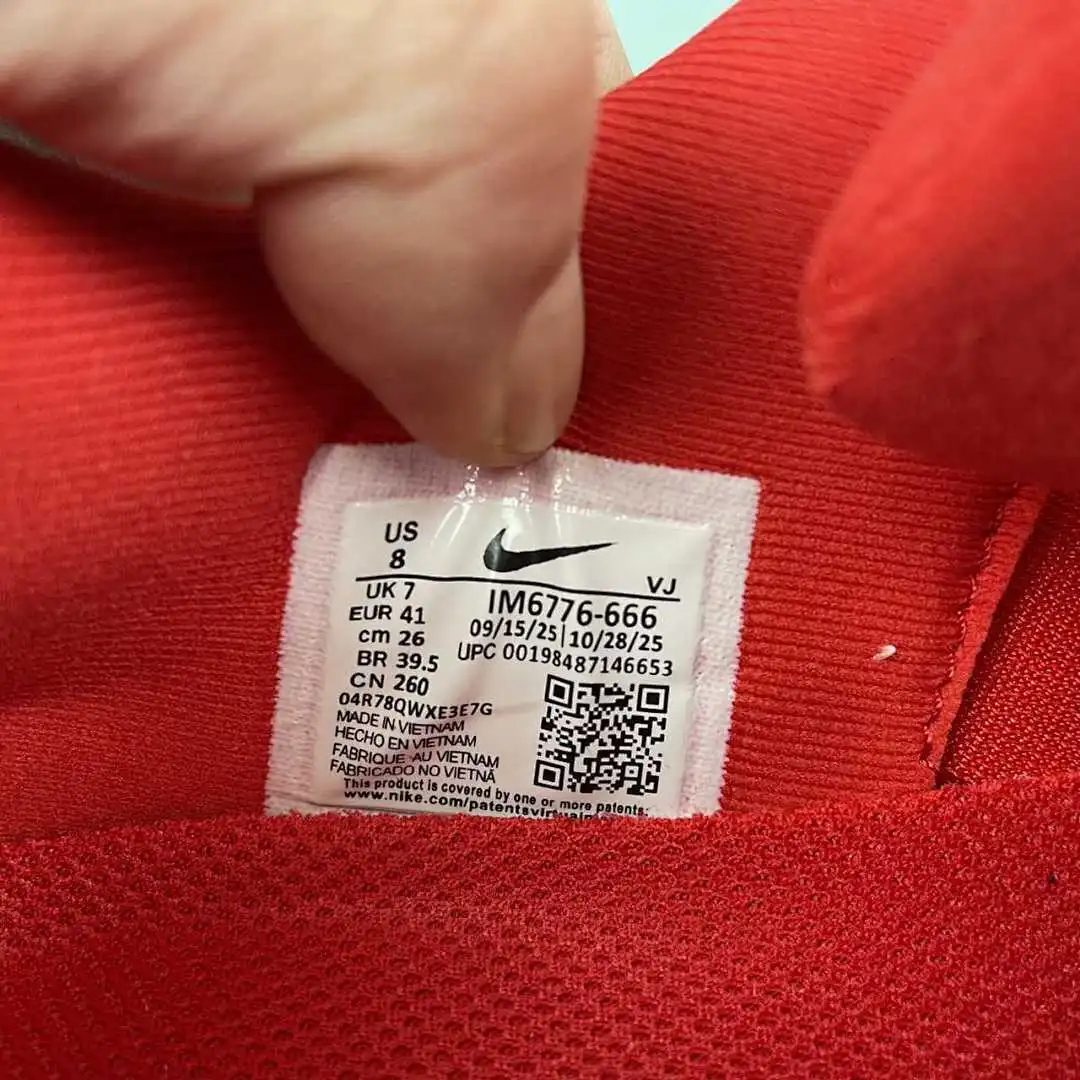 US
8
VJ
UK 7
EUR 41
cm 26
BR 39.5
CN 260
IM6776-666
09/15/25|10/28/25
UPC 00198487146653
04R78QWXE3E7G
MADE IN VIETNAM
HECHO EN VIETNAM
FABRIQUE AU VIETNAM
FABRICADO NO VIETNÃ
This product is covered by one or more patents: